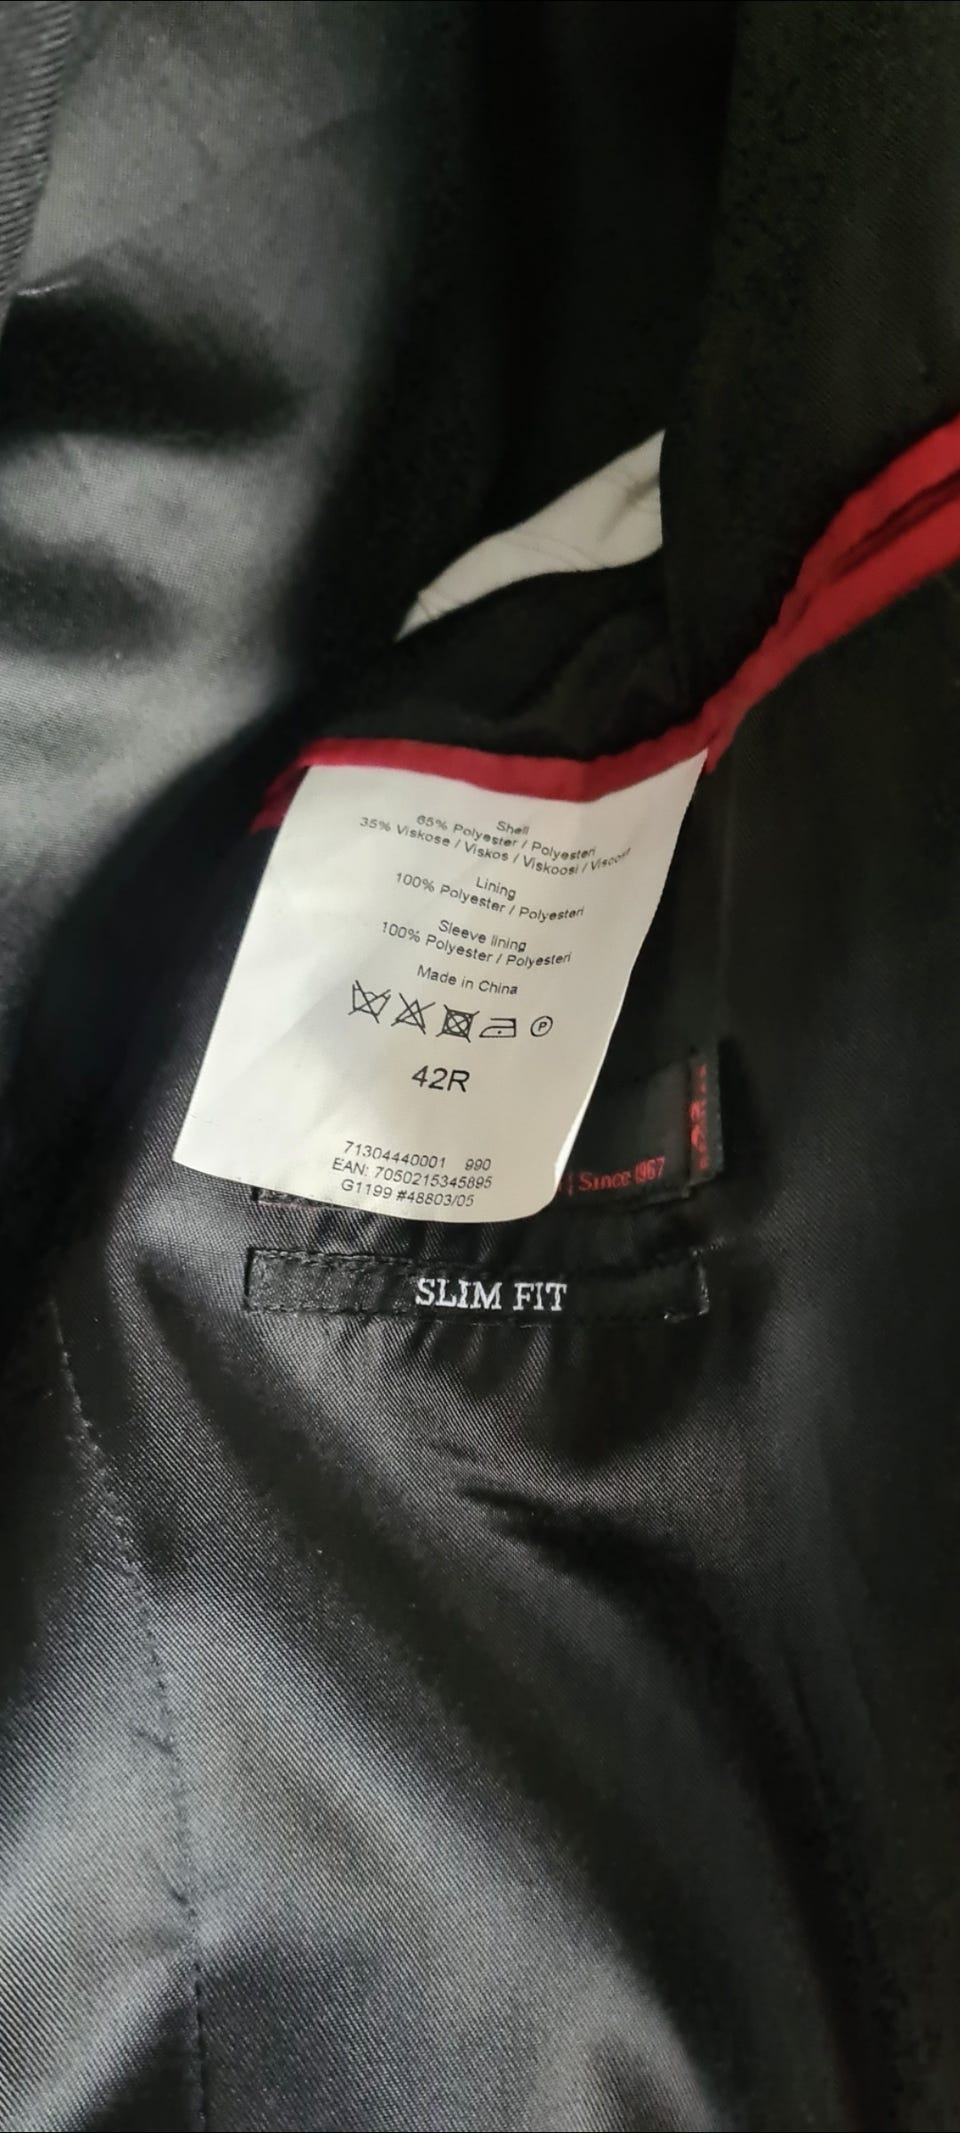 Shell
65% Polyester / Polyesteri
35% Viskose / Viskos / Viskoosi / Viscose
Lining
100% Polyester / Polyesteri
Sleeve lining
100% Polyester / Polyesteri
Made in China
P
42R
71304440001 990
EAN: 7050215345895
G1199 #48803/05
| Since 1967
SLIM FIT